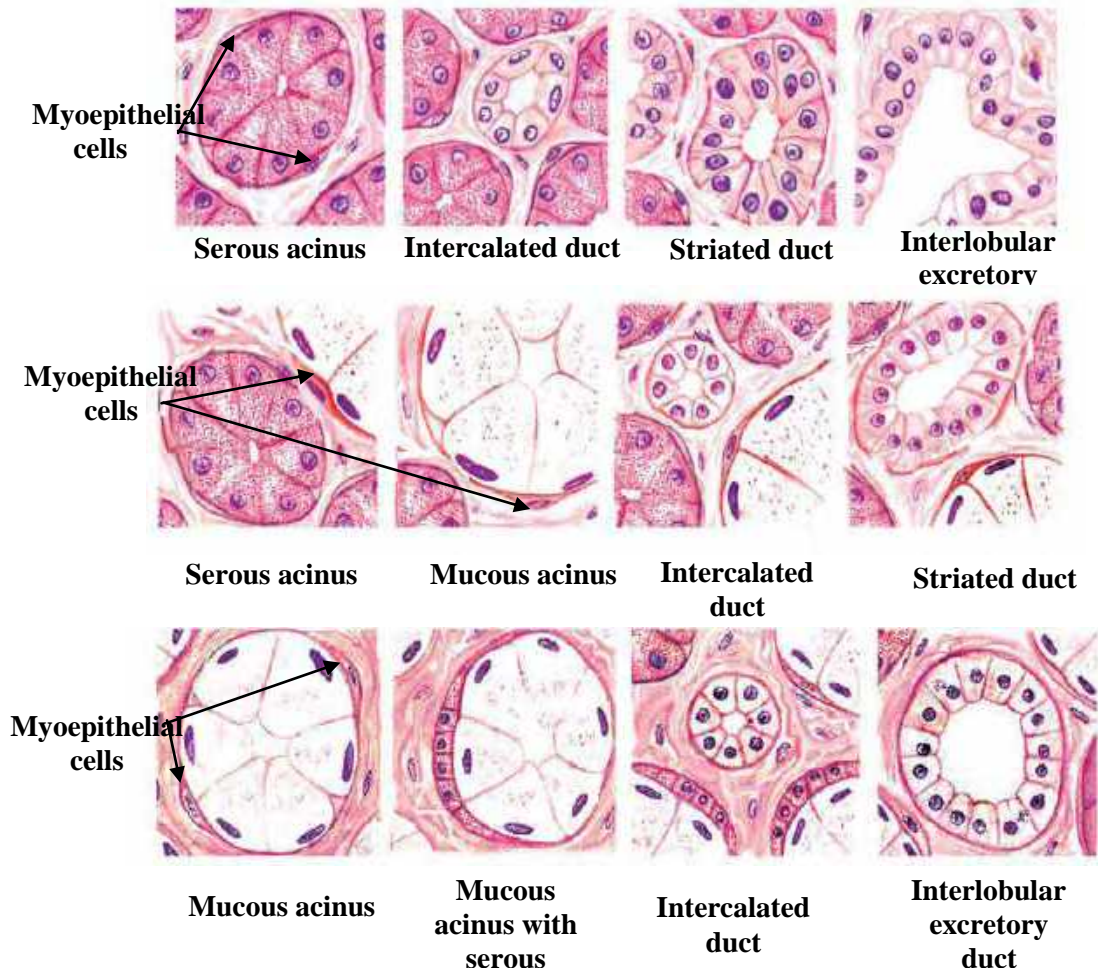 Myoepithelial
cells
Serous acinus
Intercalated duct
Striated duct
Interlobular
excretory
Myoepithelial
cells
Serous acinus
Mucous acinus
Intercalated
duct
Striated duct
Myoepithelial
cells
Mucous acinus
Mucous
acinus with
serous
Intercalated
duct
Interlobular
excretory
duct